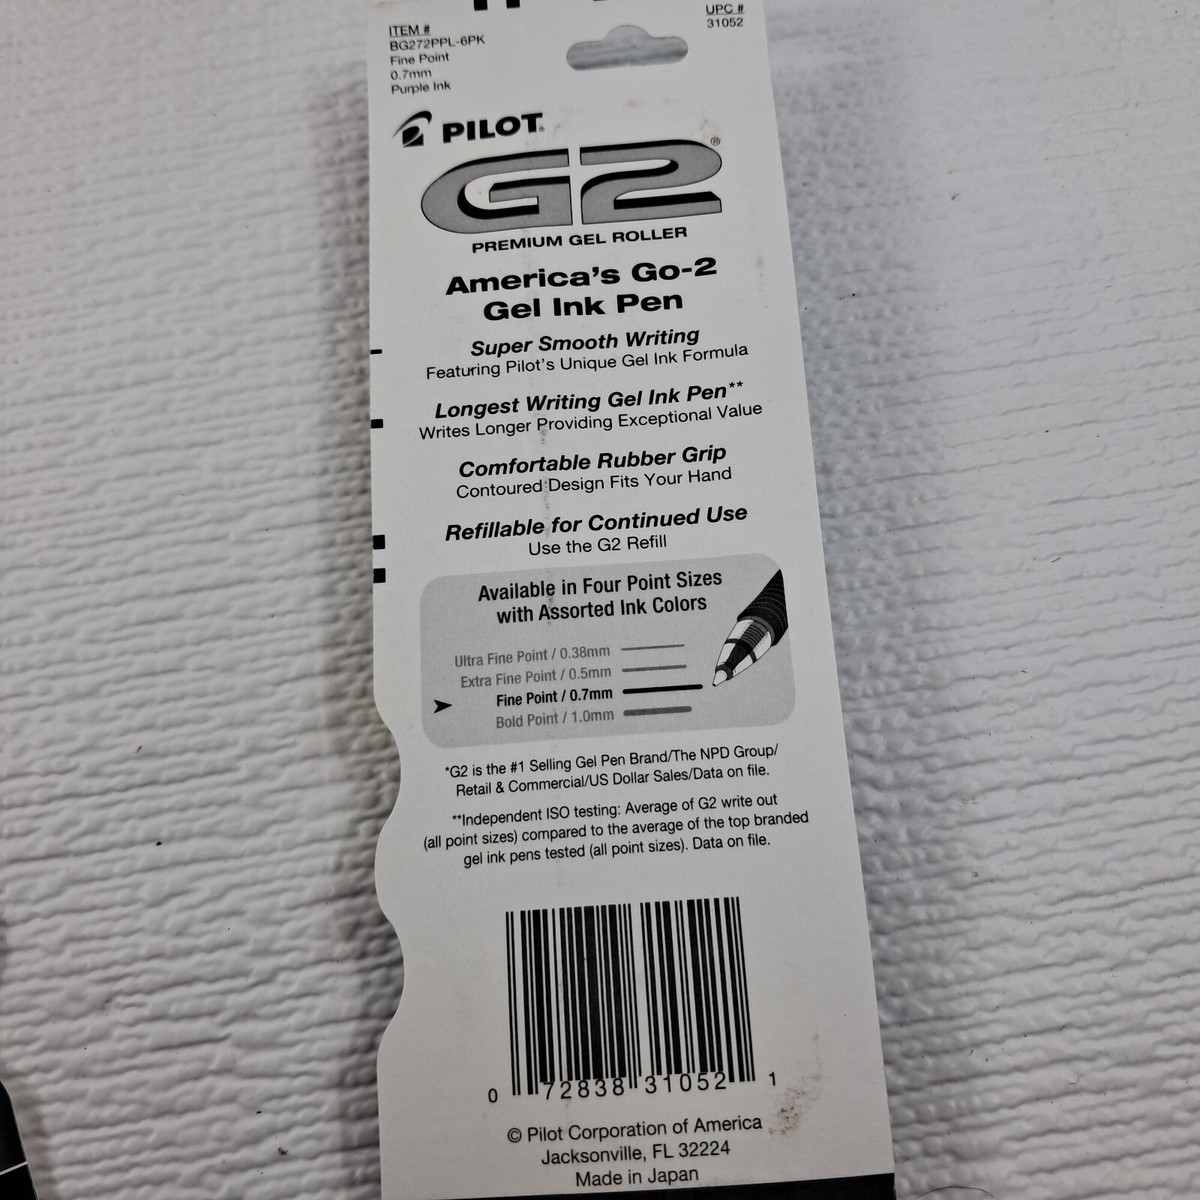 ITEM #
BG272PPL-6PK
Fine Point
0.7mm
Purple Ink
UPC #
31052
PILOT®
G2®
PREMIUM GEL ROLLER
America's Go-2
Gel Ink Pen
Super Smooth Writing
Featuring Pilot's Unique Gel Ink Formula
Longest Writing Gel Ink Pen**
Writes Longer Providing Exceptional Value
Comfortable Rubber Grip
Contoured Design Fits Your Hand
Refillable for Continued Use
Use the G2 Refill
Available in Four Point Sizes
with Assorted Ink Colors
Ultra Fine Point / 0.38mm
Extra Fine Point / 0.5mm
Fine Point / 0.7mm
Bold Point / 1.0mm
*G2 is the #1 Selling Gel Pen Brand/The NPD Group/
Retail & Commercial/US Dollar Sales/Data on file.
**Independent ISO testing: Average of G2 write out
(all point sizes) compared to the average of the top branded
gel ink pens tested (all point sizes). Data on file.
0 72838 31052 1
© Pilot Corporation of America
Jacksonville, FL 32224
Made in Japan